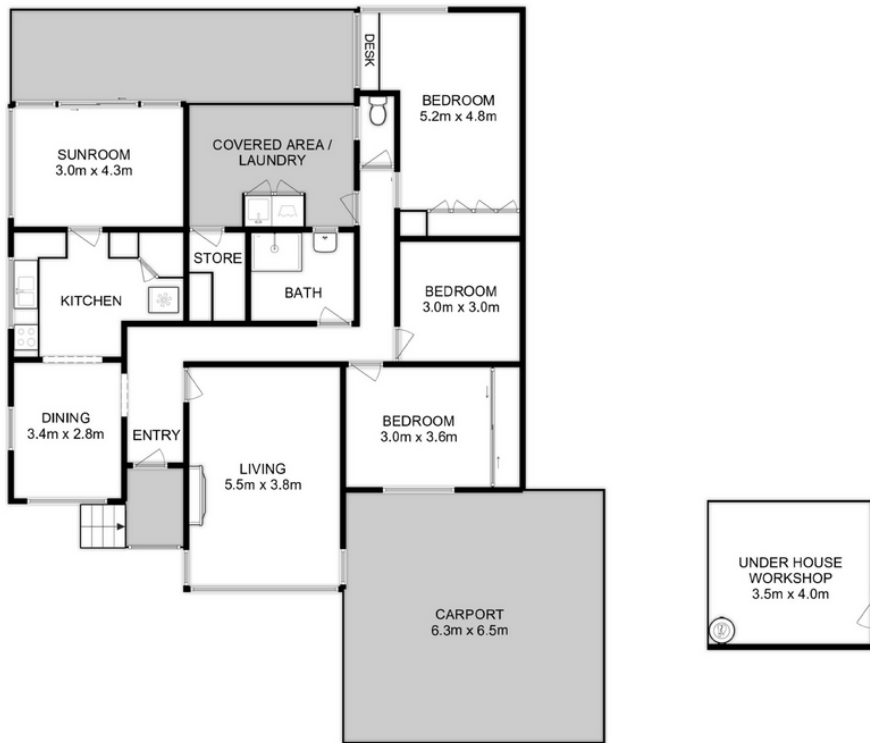 DESK
BEDROOM
5.2m x 4.8m
COVERED AREA /
LAUNDRY
SUNROOM
3.0m x 4.3m
STORE
BATH
KITCHEN
BEDROOM
3.0m x 3.0m
DINING
3.4m x 2.8m
ENTRY
LIVING
5.5m x 3.8m
BEDROOM
3.0m x 3.6m
CARPORT
6.3m x 6.5m
UNDER HOUSE
WORKSHOP
3.5m x 4.0m